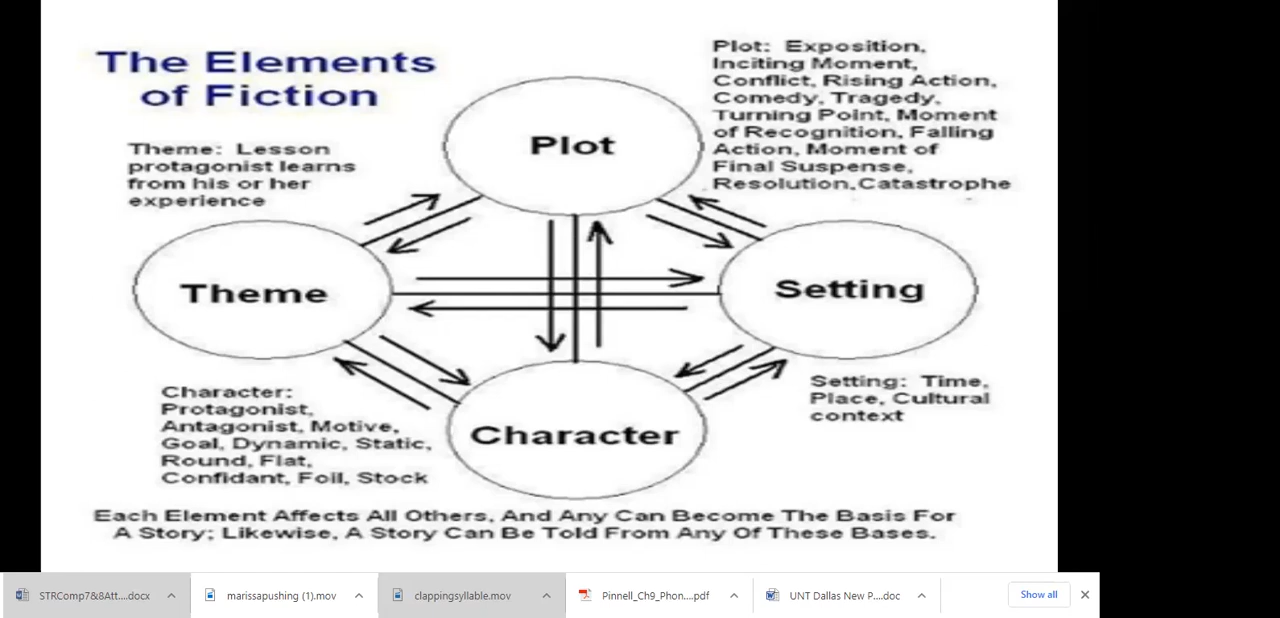 The Elements
of Fiction
Plot: Exposition,
Inciting Moment,
Conflict, Rising Action,
Comedy, Tragedy,
Turning Point, Moment
of Recognition, Falling
Action, Moment of
Final Suspense,
Resolution, Catastrophe
Plot
Theme: Lesson
protagonist learns
from his or her
experience
Theme
Setting
Setting: Time,
Place, Cultural
context
Character:
Protagonist,
Antagonist, Motive,
Goal, Dynamic, Static,
Round, Flat,
Confidant, Foil, Stock
Character
Each Element Affects All Others, And Any Can Become The Basis For
A Story; Likewise, A Story Can Be Told From Any Of These Bases.
STRComp7&8Att....docx
marissapushing (1).mov
clappingsyllable.mov
Pinnell_Ch9_Phon....pdf
UNT Dallas New P....doc
Show all